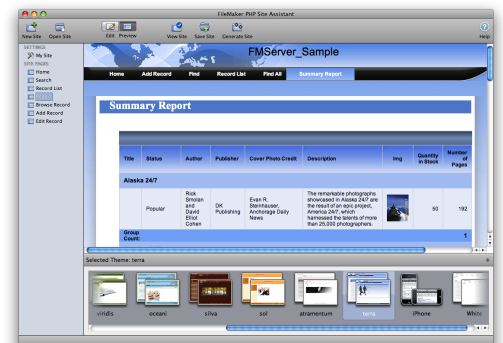 FileMaker PHP Site Assistant
New Site Open Site Edit Preview View Site Save Site Generate Site Help
SETTINGS
My Site
SITE PAGES
Home
Search
Record List
Browse Record
Add Record
Edit Record
FMServer_Sample
Home Add Record Find Record List Find All Summary Report
Summary Report
Title Status Author Publisher Cover Photo Credit Description img Quantity in Stock Number of Pages
Alaska 24/7
Popular
Rick Smolan and David Elliot Cohen
DK Publishing
Evan R. Steinhauser, Anchorage Daily News
The remarkable photographs
showcased in Alaska 24/7 are
the result of an epic project,
America 24/7, which
harnessed the talents of more
than 25,000 photographers.
50 192
Group Count: 1
Selected Theme: terra
viridis oceani silva sol atramentum terra iPhone White